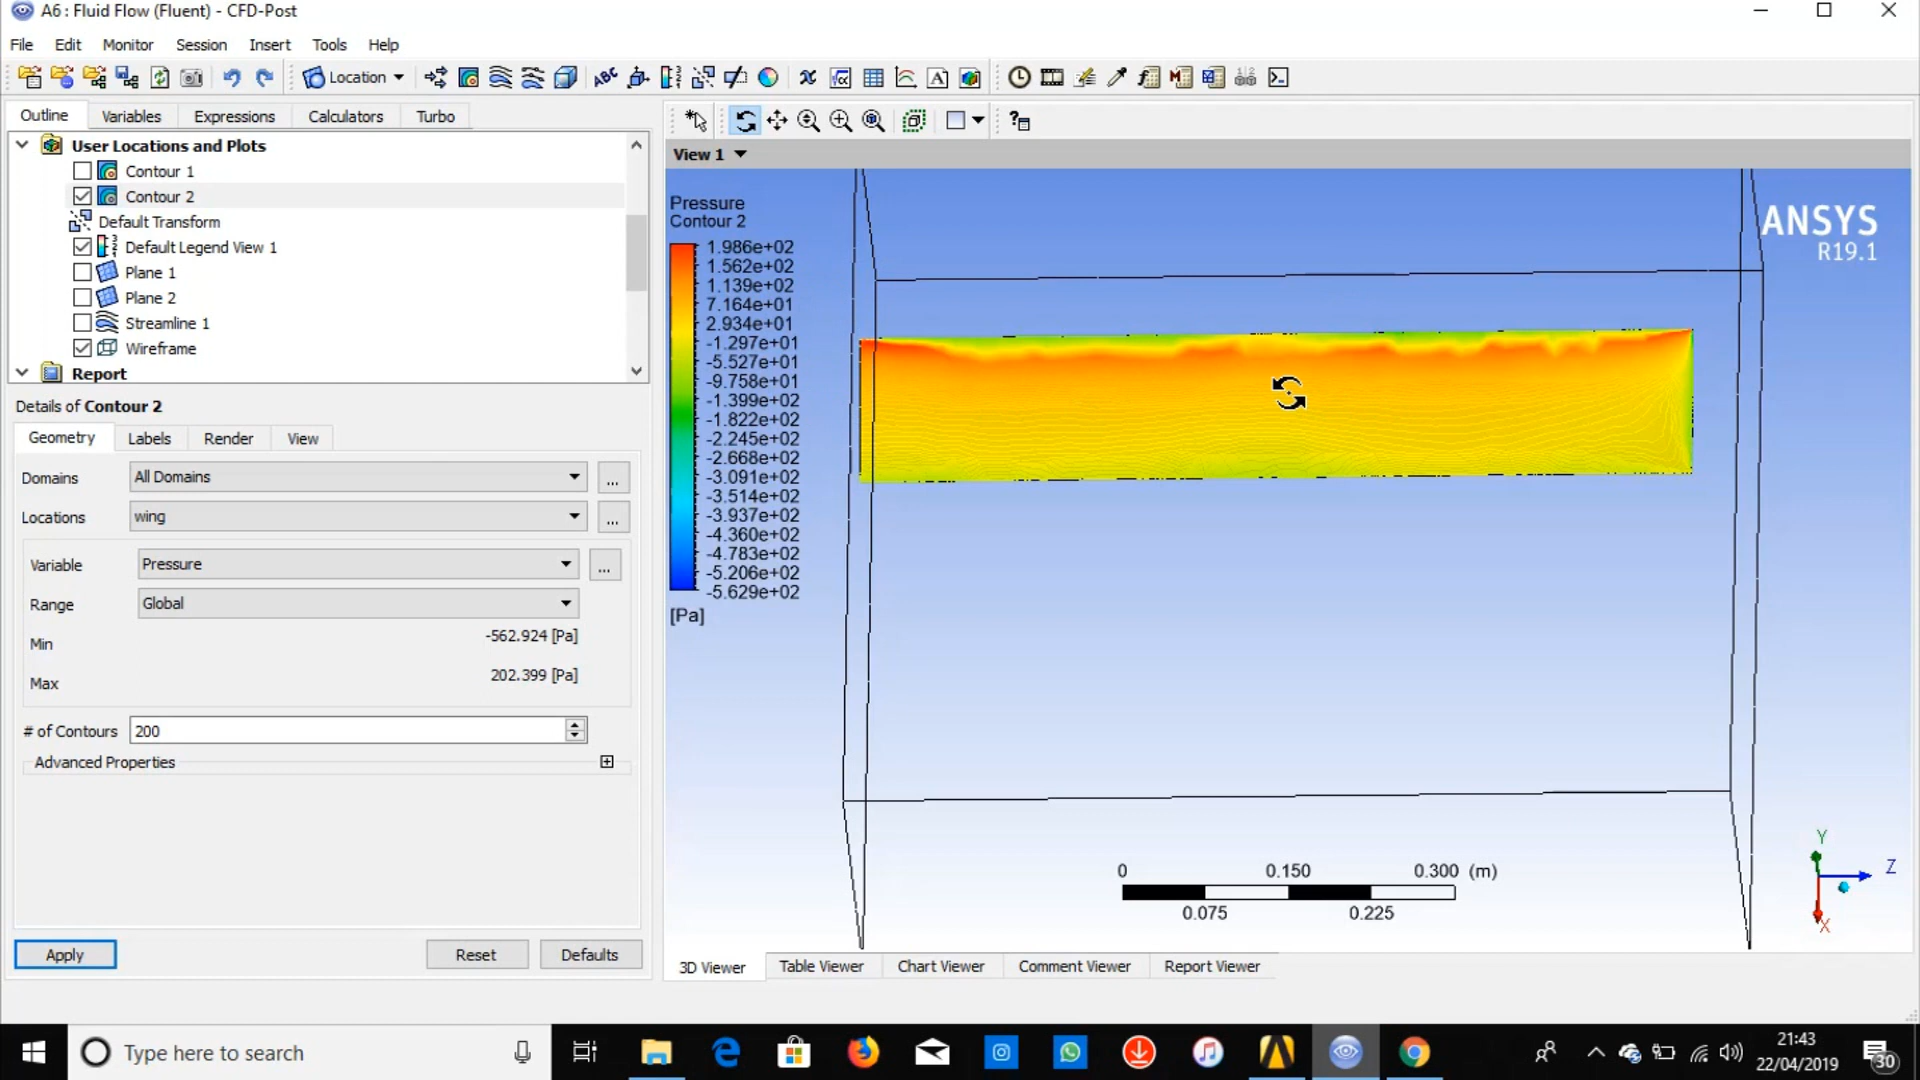 A6 : Fluid Flow (Fluent) - CFD-Post
File Edit Monitor Session Insert Tools Help
Location
Outline Variables Expressions Calculators Turbo
User Locations and Plots
Contour 1
Contour 2
Default Transform
Default Legend View 1
Plane 1
Plane 2
Streamline 1
Wireframe
Report
Details of Contour 2
Geometry Labels Render View
Domains All Domains ...
Locations wing ...
Variable Pressure ...
Range Global
Min -562.924 [Pa]
Max 202.399 [Pa]
# of Contours 200
Advanced Properties
Apply Reset Defaults
View 1
Pressure
Contour 2
1.986e+02
1.562e+02
1.139e+02
7.164e+01
2.934e+01
-1.297e+01
-5.527e+01
-9.758e+01
-1.399e+02
-1.822e+02
-2.245e+02
-2.668e+02
-3.091e+02
-3.514e+02
-3.937e+02
-4.360e+02
-4.783e+02
-5.206e+02
-5.629e+02
[Pa]
ANSYS
R19.1
0 0.150 0.300 (m)
0.075 0.225
Y
Z
X
3D Viewer Table Viewer Chart Viewer Comment Viewer Report Viewer
Type here to search
21:43
22/04/2019
30